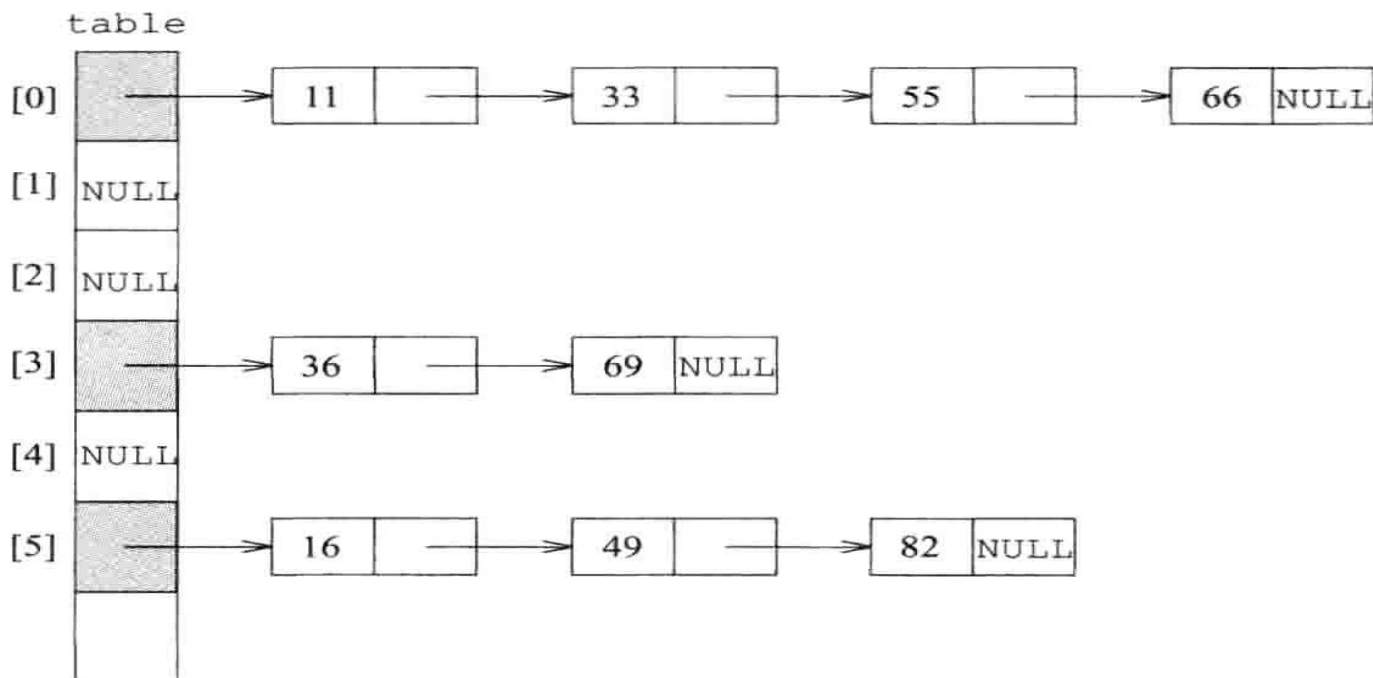 table
[0] 11 33 55 66 NULL
[1] NULL
[2] NULL
[3] 36 69 NULL
[4] NULL
[5] 16 49 82 NULL